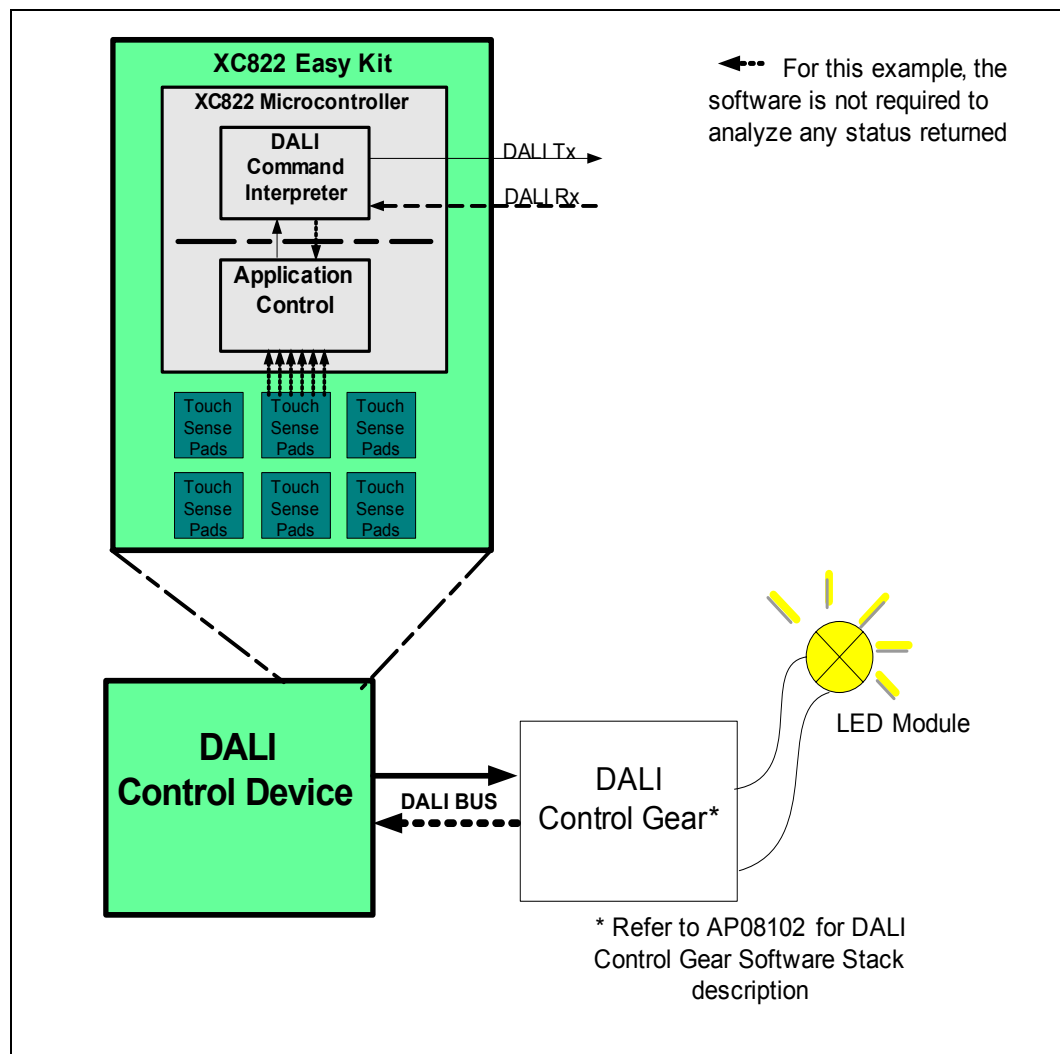 XC822 Easy Kit
XC822 Microcontroller
DALI
Command
Interpreter
DALI Tx
DALI Rx
Application
Control
Touch
Sense
Pads
Touch
Sense
Pads
Touch
Sense
Pads
Touch
Sense
Pads
Touch
Sense
Pads
Touch
Sense
Pads
For this example, the
software is not required to
analyze any status returned
DALI
Control Device
DALI BUS
DALI
Control Gear*
LED Module
* Refer to AP08102 for DALI
Control Gear Software Stack
description